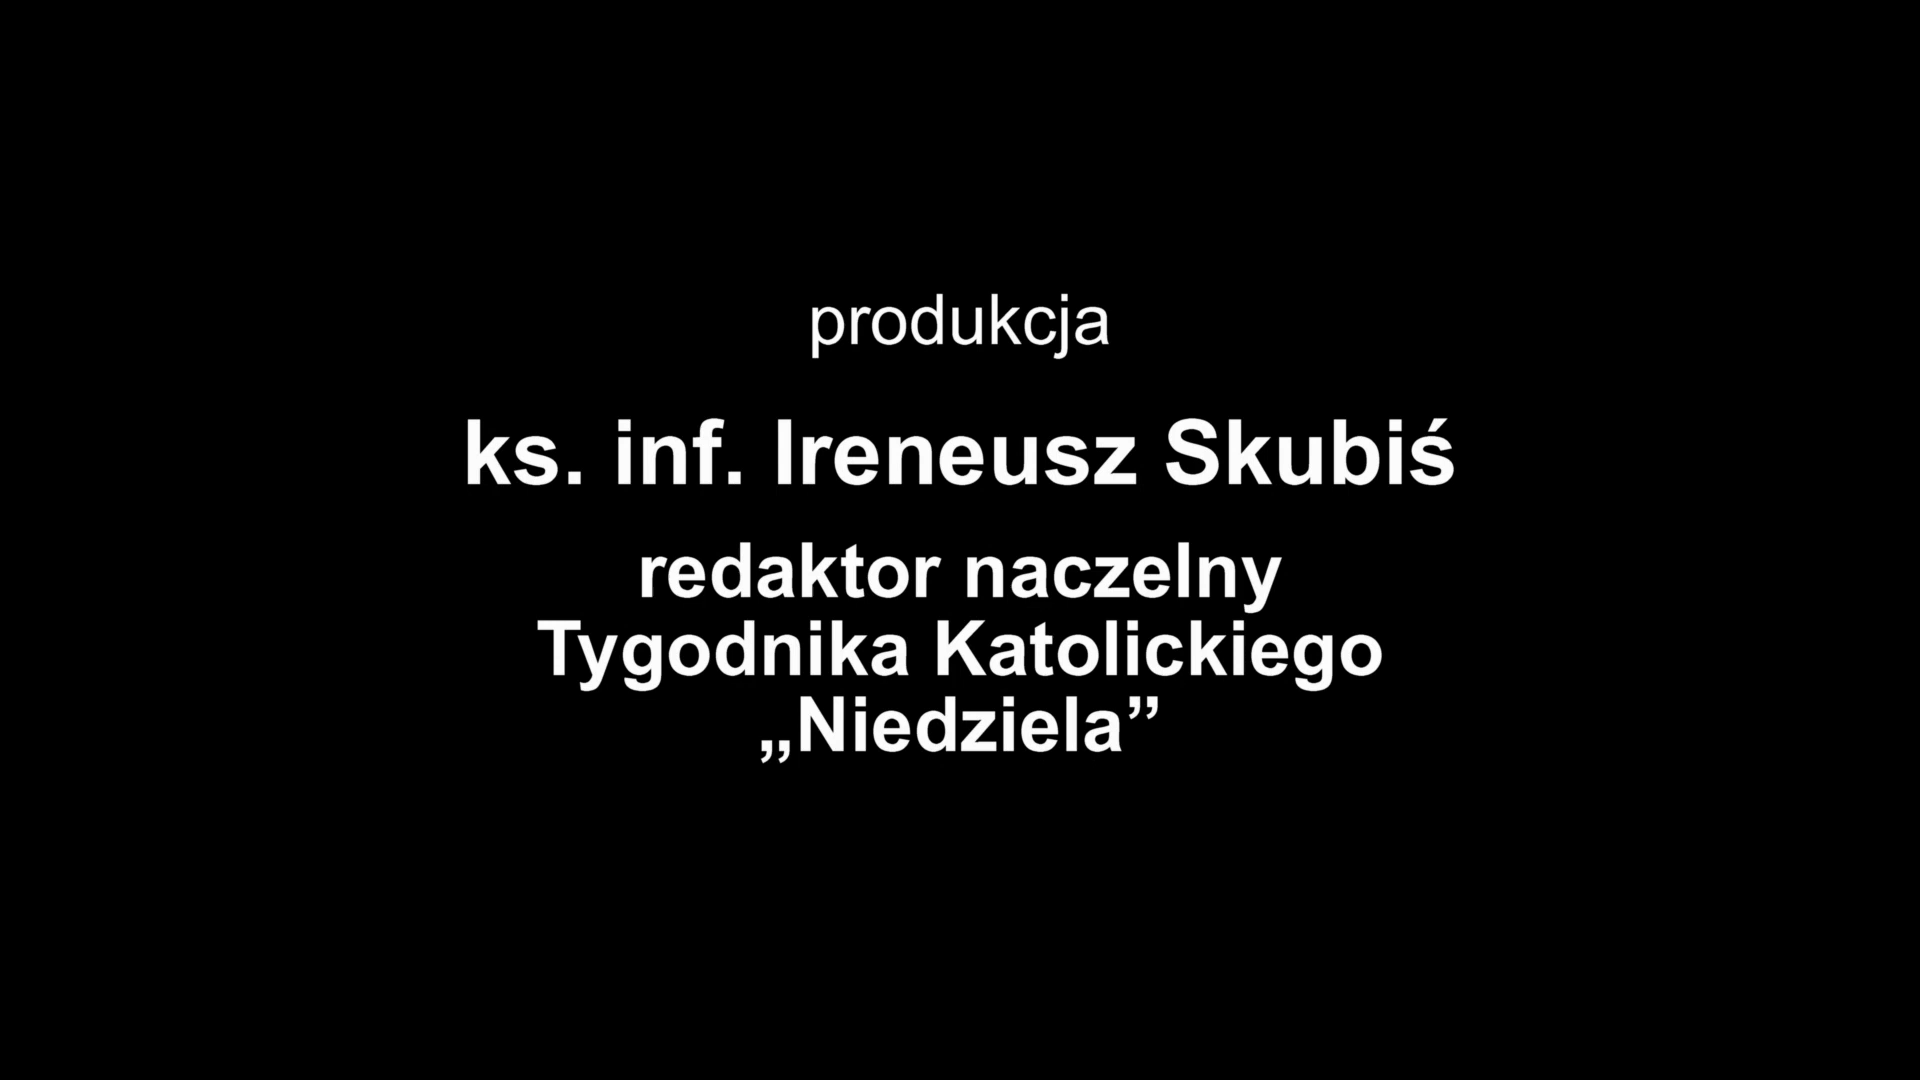 produkcja
ks. inf. Ireneusz Skubiś
redaktor naczelny
Tygodnika Katolickiego
„Niedziela”